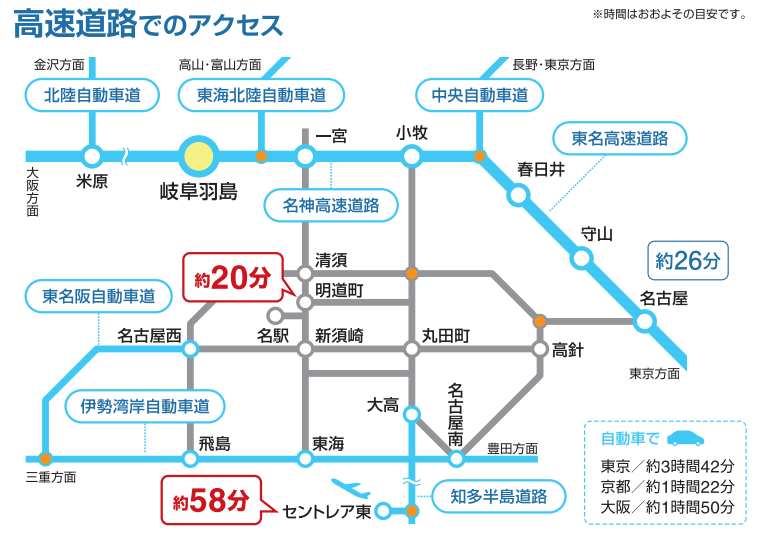 高速道路でのアクセス
※時間はおおよその目安です。
金沢方面
高山・富山方面
長野・東京方面
北陸自動車道
東海北陸自動車道
中央自動車道
一宮
小牧
東名高速道路
米原
岐阜羽島
大阪方面
春日井
名神高速道路
守山
清須
約26分
約20分
明道町
東名阪自動車道
名古屋
名古屋西
名駅
新須崎
丸田町
高針
東京方面
伊勢湾岸自動車道
大高
名古屋南
飛島
東海
豊田方面
三重方面
自動車で
東京／約3時間42分
京都／約1時間22分
大阪／約1時間50分
約58分
セントレア東
知多半島道路